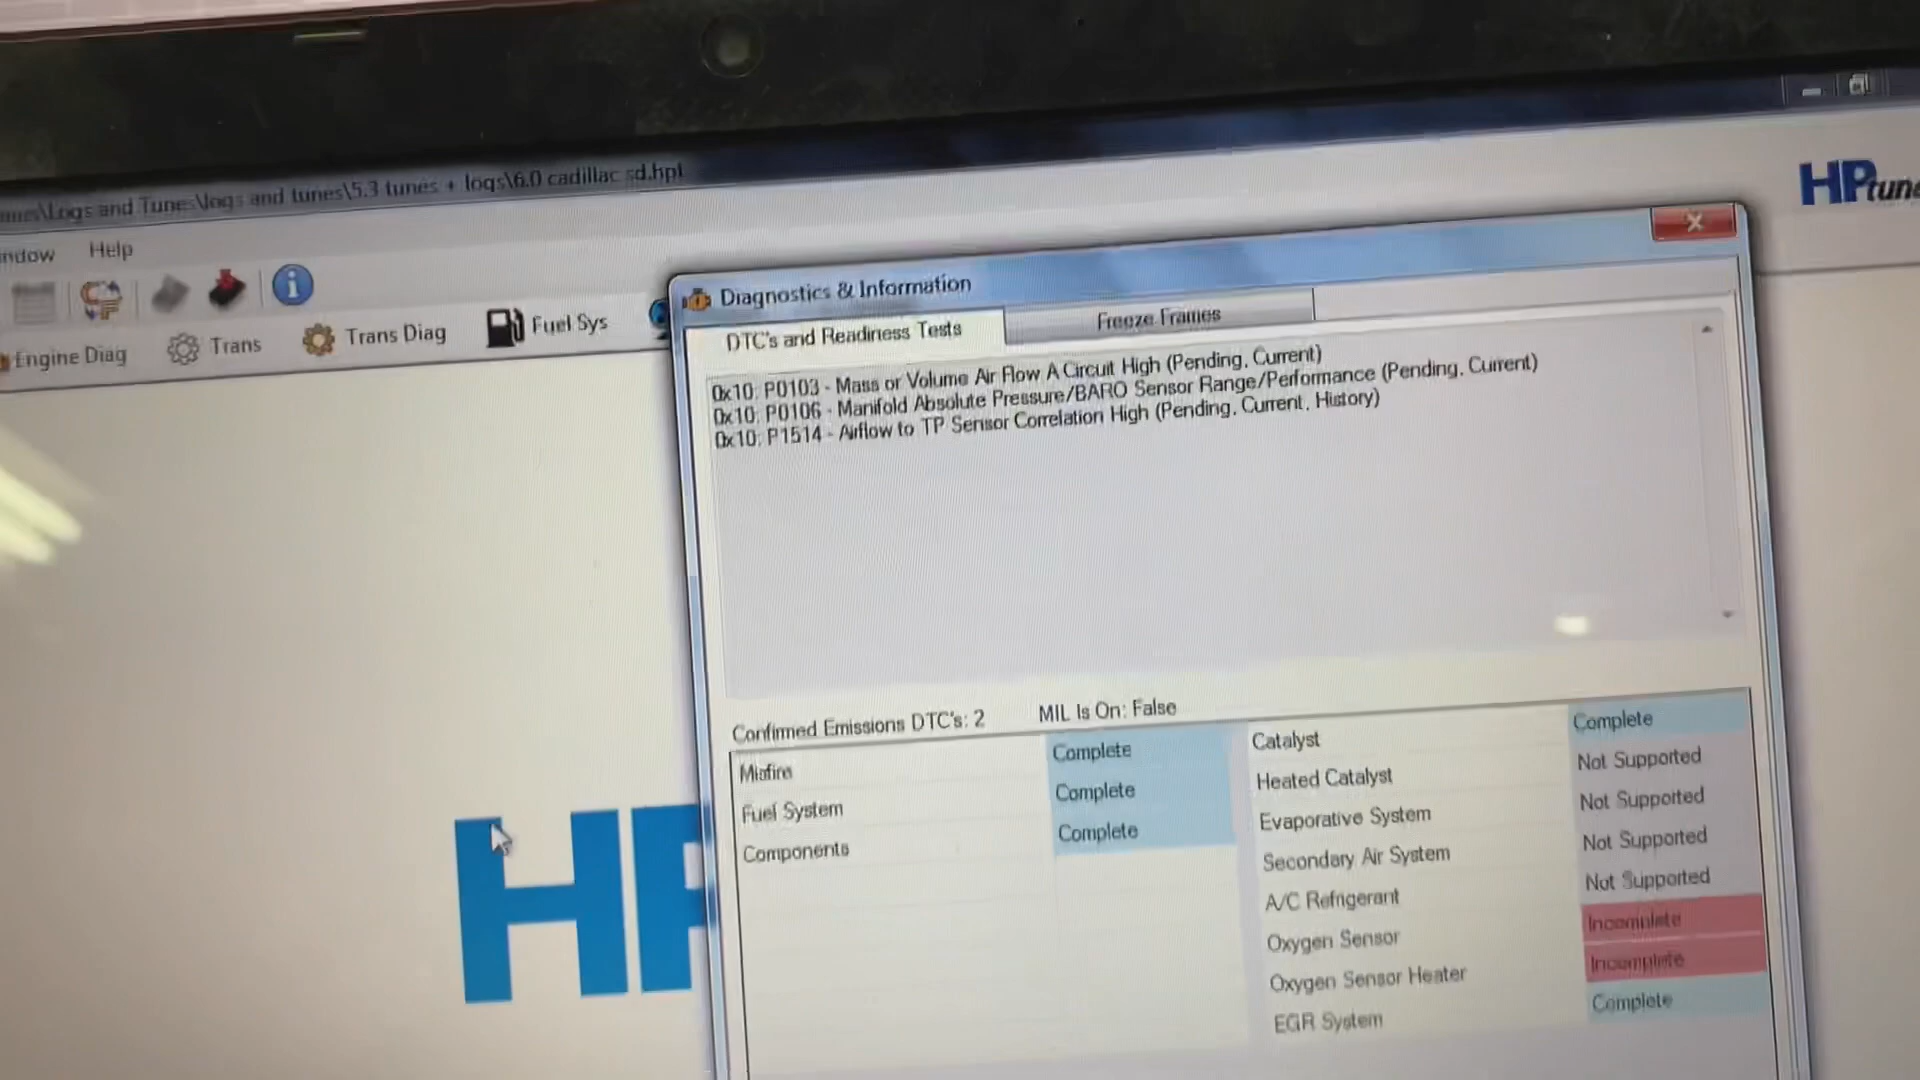 \Logs and Tunes\logs and tunes\5.3 tunes + logs\6.0 cadillac sd.hpt
HPtune
indow Help
Engine Diag Trans Trans Diag Fuel Sys
Diagnostics & Information
DTC's and Readiness Tests Freeze Frames
0x10: P0103 - Mass or Volume Air Flow A Circuit High (Pending, Current)
0x10: P0106 - Manifold Absolute Pressure/BARO Sensor Range/Performance (Pending, Current)
0x10: P1514 - Airflow to TP Sensor Correlation High (Pending, Current, History)
Confirmed Emissions DTC's: 2 MIL Is On: False
Misfire Complete Catalyst Complete
Fuel System Complete Heated Catalyst Not Supported
Components Complete Evaporative System Not Supported
Secondary Air System Not Supported
A/C Refrigerant Not Supported
Oxygen Sensor Incomplete
Oxygen Sensor Heater Incomplete
EGR System Complete
HP